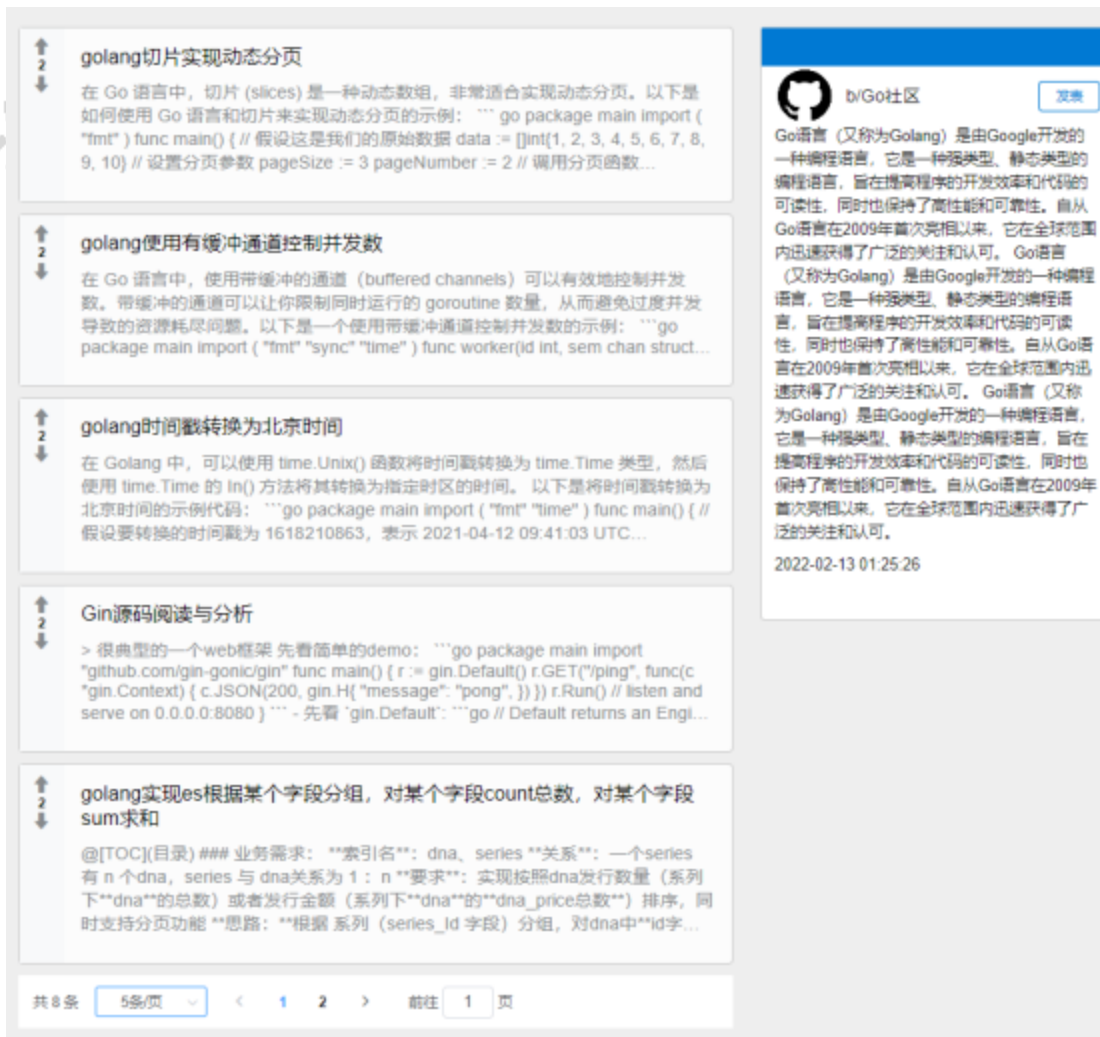 2
golang切片实现动态分页
在 Go 语言中，切片 (slices) 是一种动态数组，非常适合实现动态分页。以下是
如何使用 Go 语言和切片来实现动态分页的示例： ``` go package main import (
"fmt" ) func main() { // 假设这是我们的原始数据 data := []int{1, 2, 3, 4, 5, 6, 7, 8,
9, 10} // 设置分页参数 pageSize := 3 pageNumber := 2 // 调用分页函数...
2
golang使用有缓冲通道控制并发数
在 Go 语言中，使用带缓冲的通道（buffered channels）可以有效地控制并发
数。带缓冲的通道可以让你限制同时运行的 goroutine 数量，从而避免过度并发
导致的资源耗尽问题。以下是一个使用带缓冲通道控制并发数的示例： ```go
package main import ( "fmt" "sync" "time" ) func worker(id int, sem chan struct...
2
golang时间戳转换为北京时间
在 Golang 中，可以使用 time.Unix() 函数将时间戳转换为 time.Time 类型，然后
使用 time.Time 的 In() 方法将其转换为指定时区的时间。 以下是将时间戳转换为
北京时间的示例代码： ```go package main import ( "fmt" "time" ) func main() { //
假设要转换的时间戳为 1618210863，表示 2021-04-12 09:41:03 UTC...
2
Gin源码阅读与分析
> 很典型的一个web框架 先看简单的demo： ```go package main import
"github.com/gin-gonic/gin" func main() { r := gin.Default() r.GET("/ping", func(c
*gin.Context) { c.JSON(200, gin.H{ "message": "pong", }) }) r.Run() // listen and
serve on 0.0.0.0:8080 } ``` - 先看 `gin.Default`: ```go // Default returns an Engi...
2
golang实现es根据某个字段分组，对某个字段count总数，对某个字段
sum求和
@[TOC](目录) ### 业务需求： **索引名**：dna、series **关系**：一个series
有 n 个dna，series 与 dna关系为 1 ：n **要求**：实现按照dna发行数量（系列
下**dna**的总数）或者发行金额（系列下**dna**的**dna_price总数**）排序，同
时支持分页功能 **思路：**根据 系列（series_Id 字段）分组，对dna中**id字...
共 8 条 5条/页 < 1 2 > 前往 1 页
b/Go社区 发表
Go语言（又称为Golang）是由Google开发的
一种编程语言，它是一种强类型、静态类型的
编程语言，旨在提高程序的开发效率和代码的
可读性，同时也保持了高性能和可靠性。自从
Go语言在2009年首次亮相以来，它在全球范围
内迅速获得了广泛的关注和认可。 Go语言
（又称为Golang）是由Google开发的一种编程
语言，它是一种强类型、静态类型的编程语
言，旨在提高程序的开发效率和代码的可读
性，同时也保持了高性能和可靠性。自从Go语
言在2009年首次亮相以来，它在全球范围内迅
速获得了广泛的关注和认可。 Go语言（又称
为Golang）是由Google开发的一种编程语言，
它是一种强类型、静态类型的编程语言，旨在
提高程序的开发效率和代码的可读性，同时也
保持了高性能和可靠性。自从Go语言在2009年
首次亮相以来，它在全球范围内迅速获得了广
泛的关注和认可。
2022-02-13 01:25:26